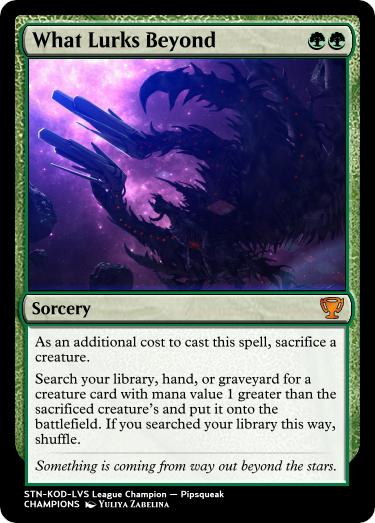 What Lurks Beyond
Sorcery
As an additional cost to cast this spell, sacrifice a
creature.
Search your library, hand, or graveyard for a
creature card with mana value 1 greater than the
sacrificed creature's and put it onto the
battlefield. If you searched your library this way,
shuffle.
Something is coming from way out beyond the stars.
STN-KOD-LVS League Champion — Pipsqueak
CHAMPIONS Yuliya Zabelina